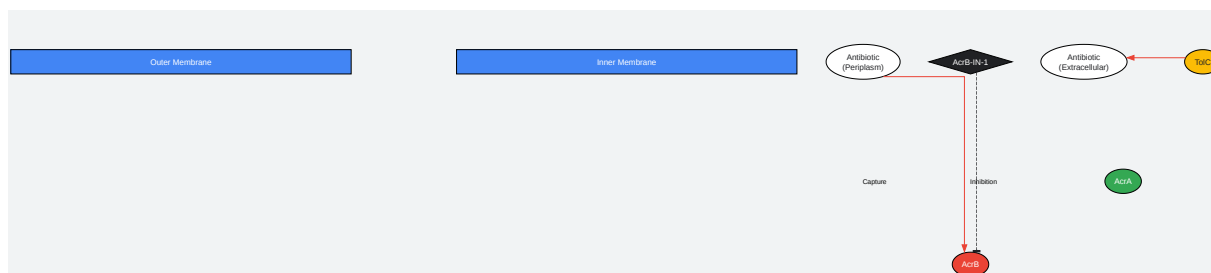 Outer Membrane
Inner Membrane
Antibiotic
(Periplasm)
AcrB-IN-1
Antibiotic
(Extracellular)
TolC
Capture
Inhibition
AcrA
AcrB